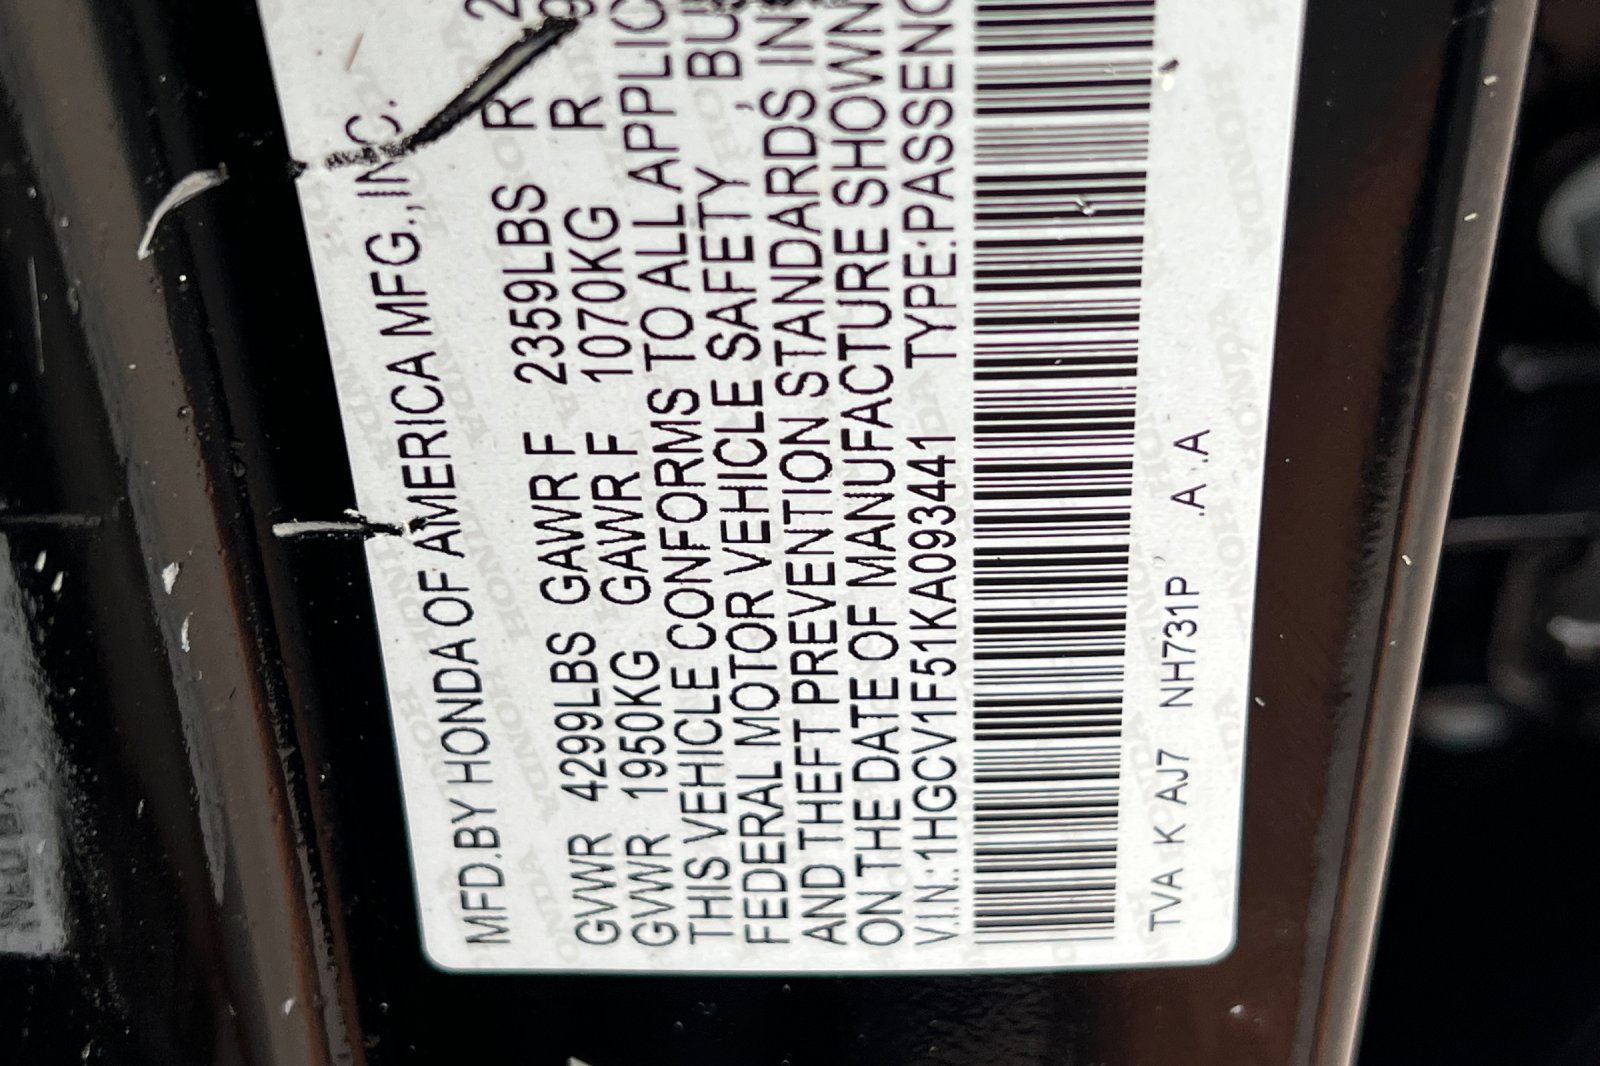 MFD.BY HONDA OF AMERICA MFG.,INC.
GVWR 4299LBS GAWR F 2359LBS R
GVWR 1950KG GAWR F 1070KG R
THIS VEHICLE CONFORMS TO ALL APPLIC
FEDERAL MOTOR VEHICLE SAFETY , BU
AND THEFT PREVENTION STANDARDS IN
ON THE DATE OF MANUFACTURE SHOWN
V.I.N.:1HGCV1F51KA093441 TYPE:PASSENG
TVA K AJ7 NH731P .A .A